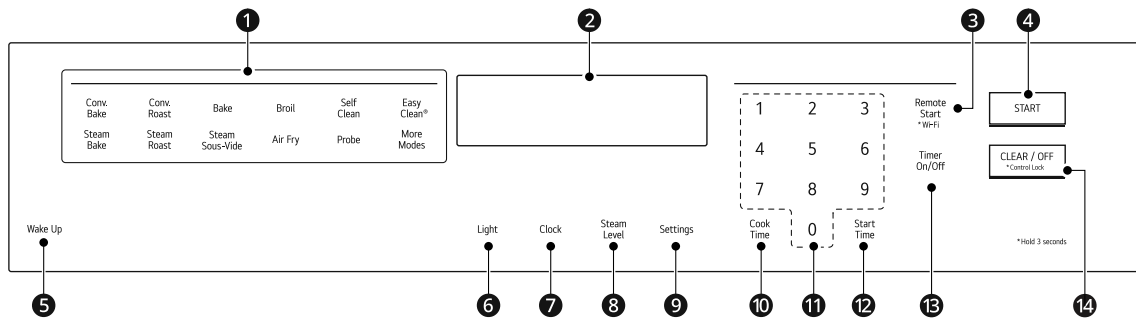 1
2
3
4
Conv.
Bake
Conv.
Roast
Bake
Broil
Self
Clean
Easy
Clean®
Steam
Bake
Steam
Roast
Steam
Sous-Vide
Air Fry
Probe
More
Modes
1 2 3
4 5 6
7 8 9
0
Remote
Start
*Wi-Fi
Timer
On/Off
START
CLEAR / OFF
*Control Lock
Wake Up
Light
Clock
Steam
Level
Settings
Cook
Time
Start
Time
*Hold 3 seconds
5
6
7
8
9
10
11
12
13
14